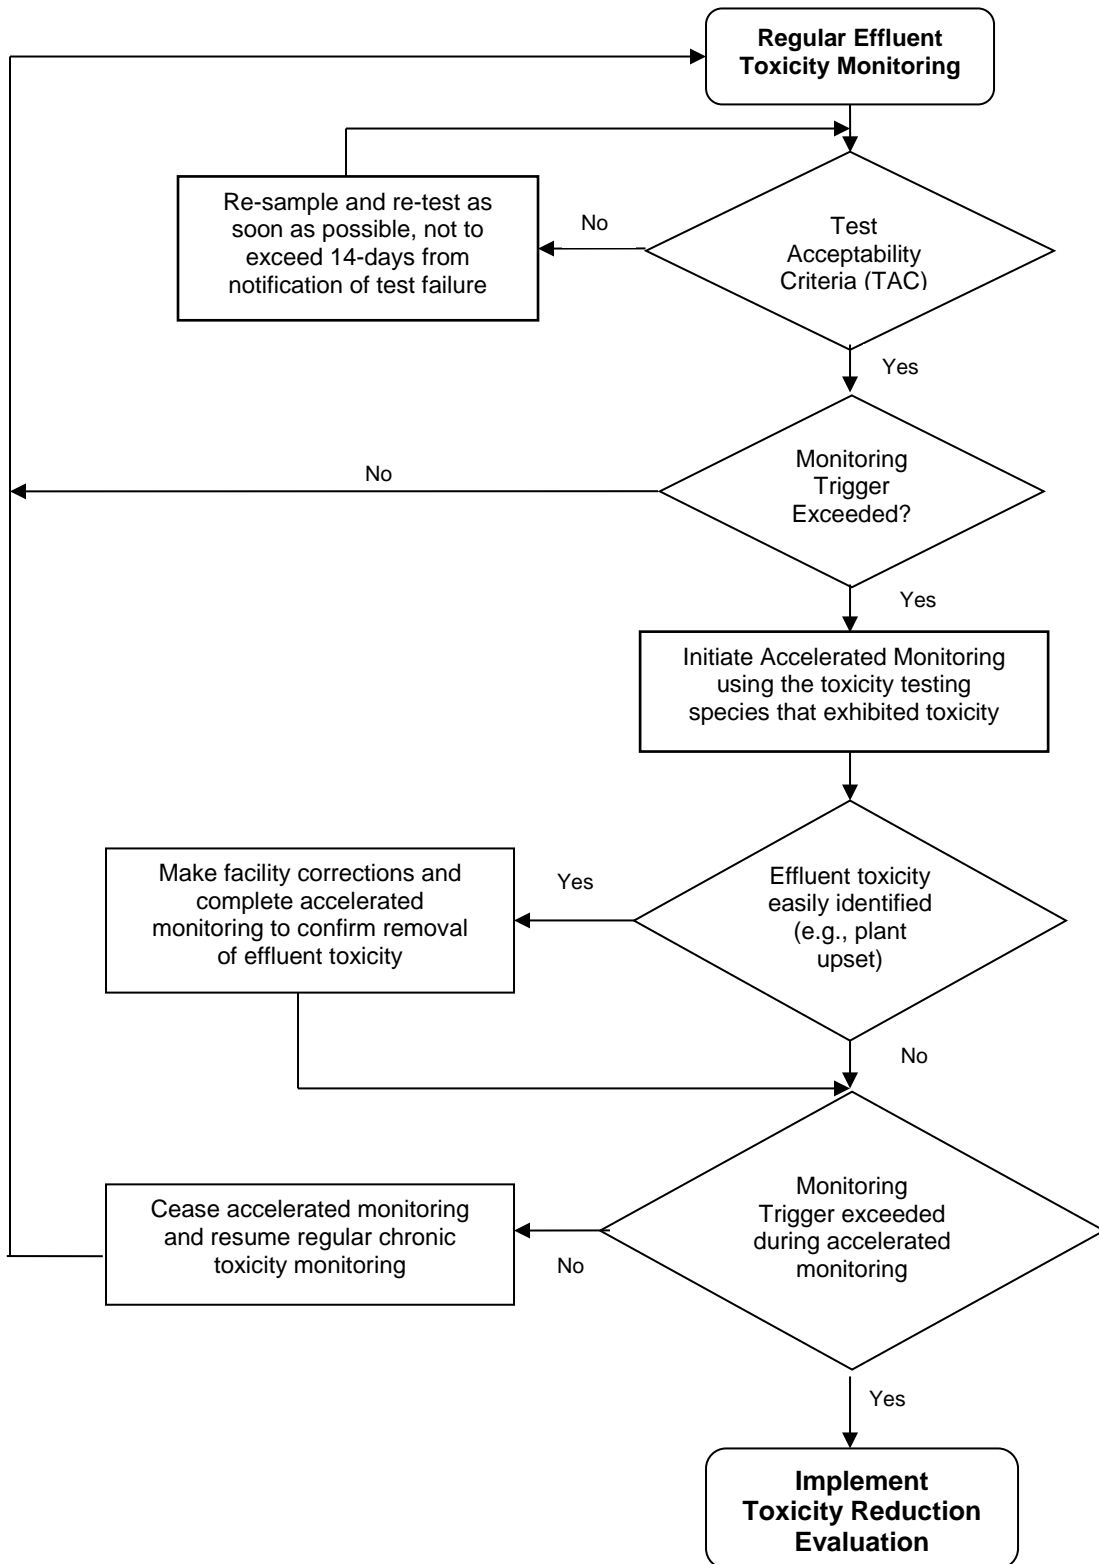 Regular Effluent
Toxicity Monitoring
Re-sample and re-test as
soon as possible, not to
exceed 14-days from
notification of test failure
No
Test
Acceptability
Criteria (TAC)
Yes
No
Monitoring
Trigger
Exceeded?
Yes
Initiate Accelerated Monitoring
using the toxicity testing
species that exhibited toxicity
Make facility corrections and
complete accelerated
monitoring to confirm removal
of effluent toxicity
Yes
Effluent toxicity
easily identified
(e.g., plant
upset)
No
Cease accelerated monitoring
and resume regular chronic
toxicity monitoring
No
Monitoring
Trigger exceeded
during accelerated
monitoring
Yes
Implement
Toxicity Reduction
Evaluation